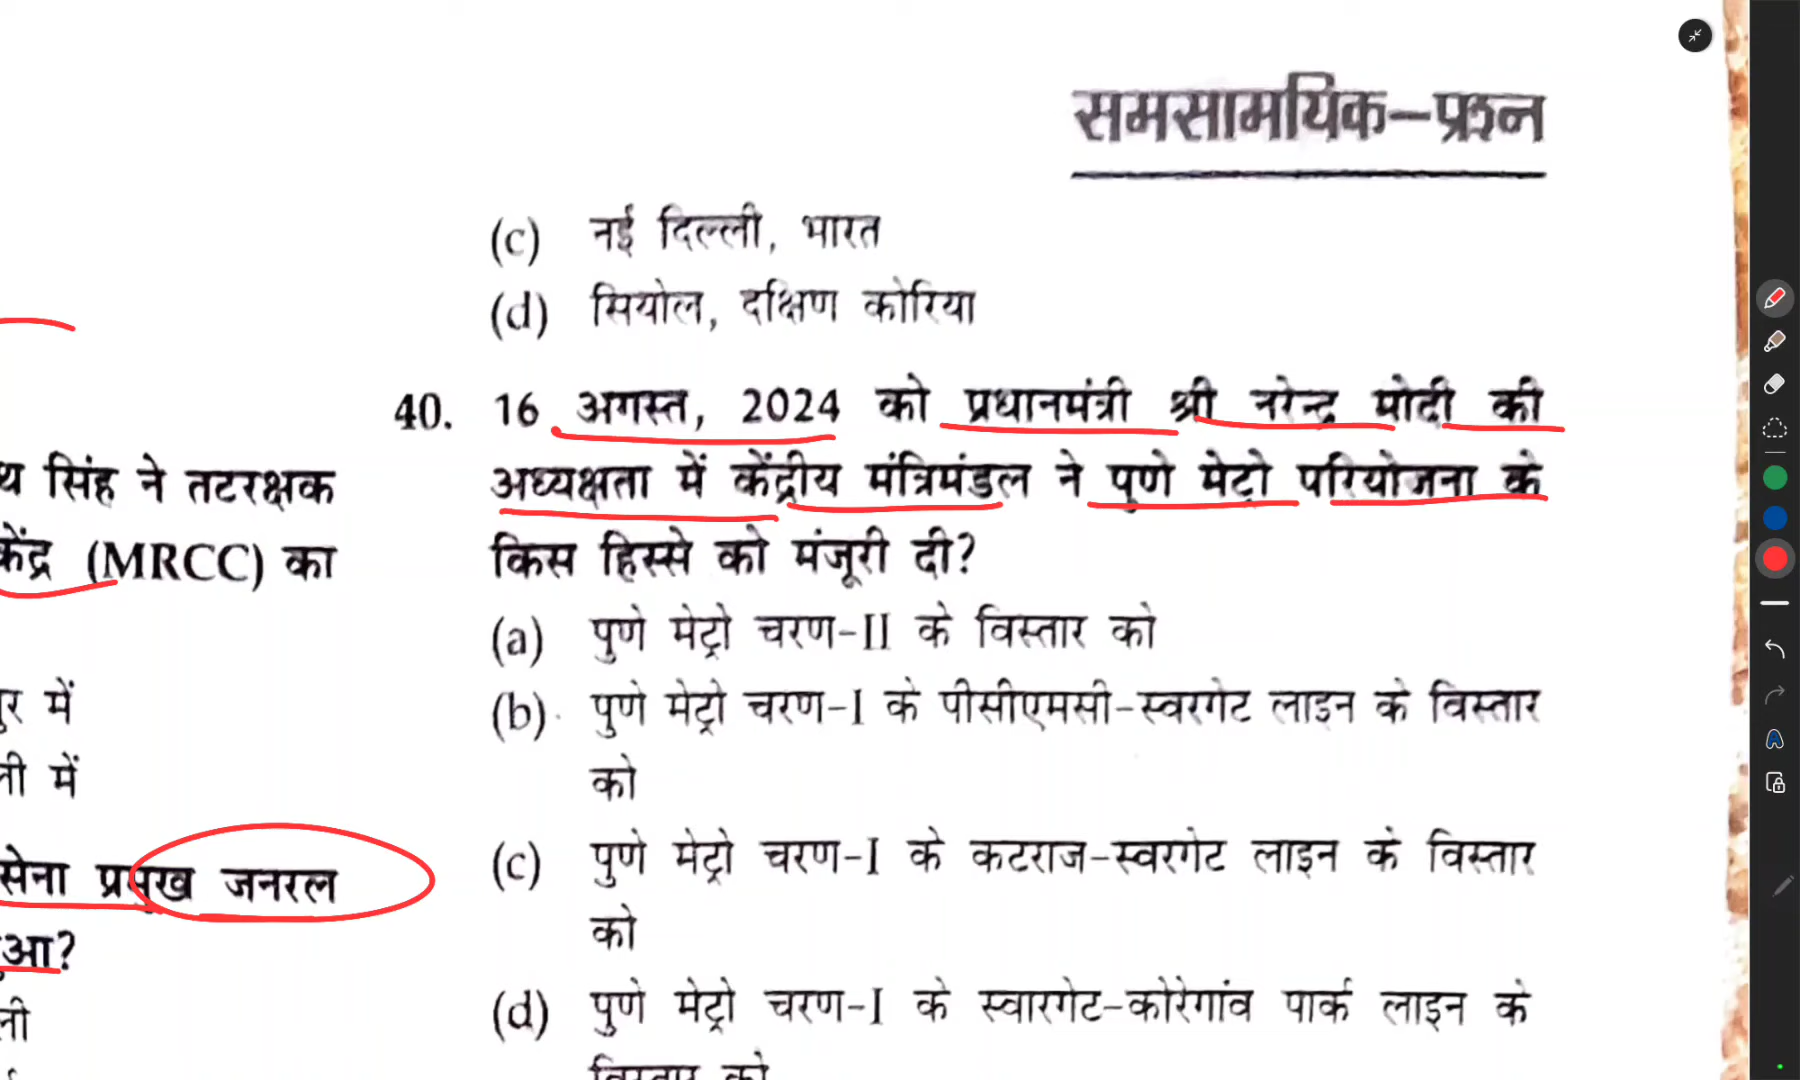 समसामयिक–प्रश्न
थ सिंह ने तटरक्षक
केंद्र (MRCC) का
में
में
सेना प्रमुख जनरल
हुआ?
(c) नई दिल्ली, भारत
(d) सियोल, दक्षिण कोरिया
40. 16 अगस्त, 2024 को प्रधानमंत्री श्री नरेन्द्र मोदी की
अध्यक्षता में केंद्रीय मंत्रिमंडल ने पुणे मेट्रो परियोजना के
किस हिस्से को मंजूरी दी?
(a) पुणे मेट्रो चरण-II के विस्तार को
(b) पुणे मेट्रो चरण-I के पीसीएमसी-स्वरगेट लाइन के विस्तार
को
(c) पुणे मेट्रो चरण-I के कटराज-स्वरगेट लाइन के विस्तार
को
(d) पुणे मेट्रो चरण-I के स्वारगेट-कोरेगांव पार्क लाइन के
विस्तार को